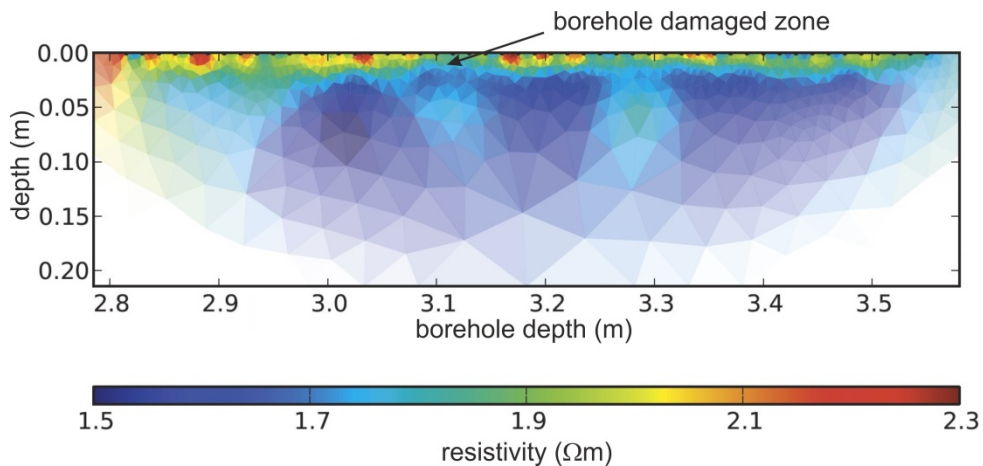 borehole damaged zone
0.00
0.05
0.10
0.15
0.20
depth (m)
2.8 2.9 3.0 3.1 3.2 3.3 3.4 3.5
borehole depth (m)
1.5 1.7 1.9 2.1 2.3
resistivity (Ωm)